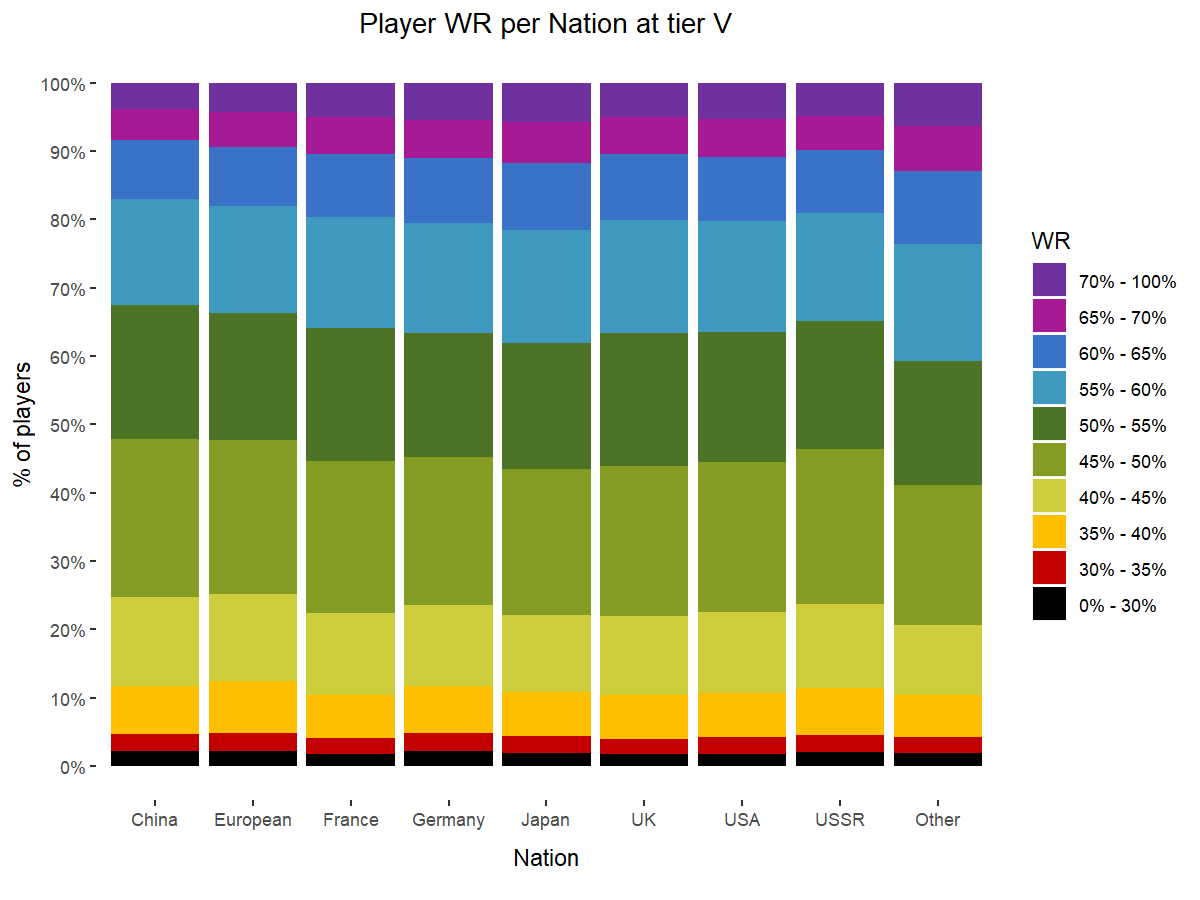 Player WR per Nation at tier V
100%
90%
80%
70%
60%
50%
40%
30%
20%
10%
0%
% of players
China European France Germany Japan UK USA USSR Other
Nation
WR
70% - 100%
65% - 70%
60% - 65%
55% - 60%
50% - 55%
45% - 50%
40% - 45%
35% - 40%
30% - 35%
0% - 30%